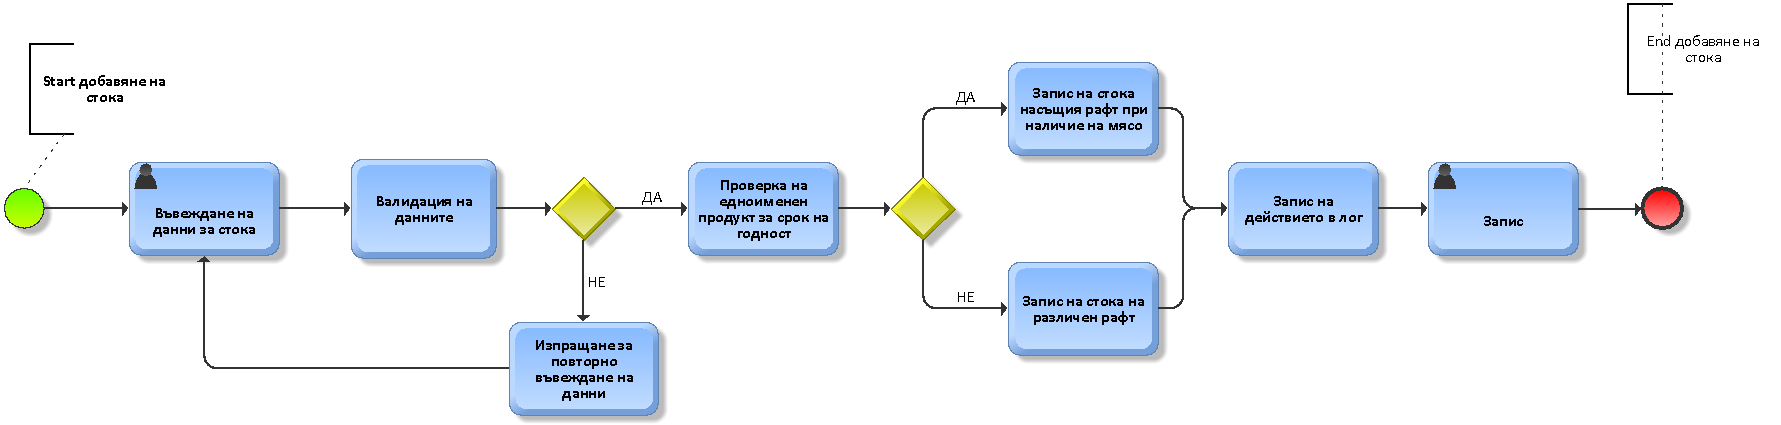 Start добавяне на
стока
Въвеждане на
данни за стока
Валидация на
данните
ДА
НЕ
Изпращане за
повторно
въвеждане на
данни
Проверка на
едноименен
продукт за срок на
годност
ДА
Запис на стока
насъщия рафт при
наличие на мясо
НЕ
Запис на стока на
различен рафт
Запис на
действието в лог
Запис
End добавяне на
стока